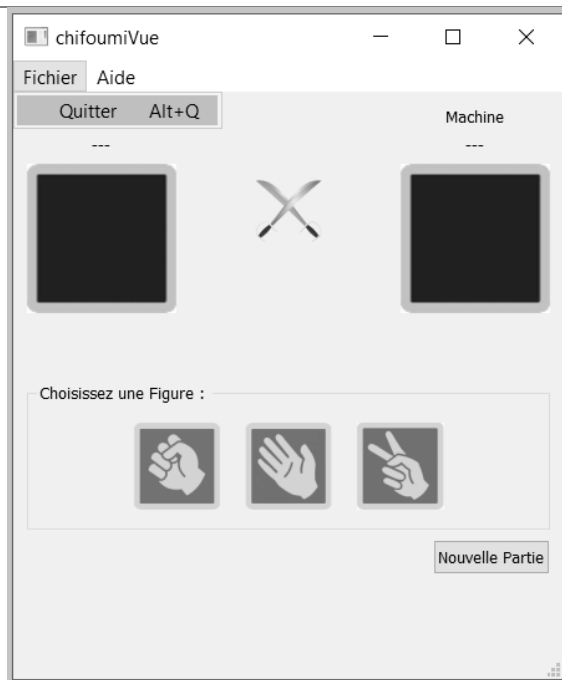 chifoumiVue
Fichier Aide
Quitter Alt+Q
Machine
--- ---
Choisissez une Figure :
Nouvelle Partie